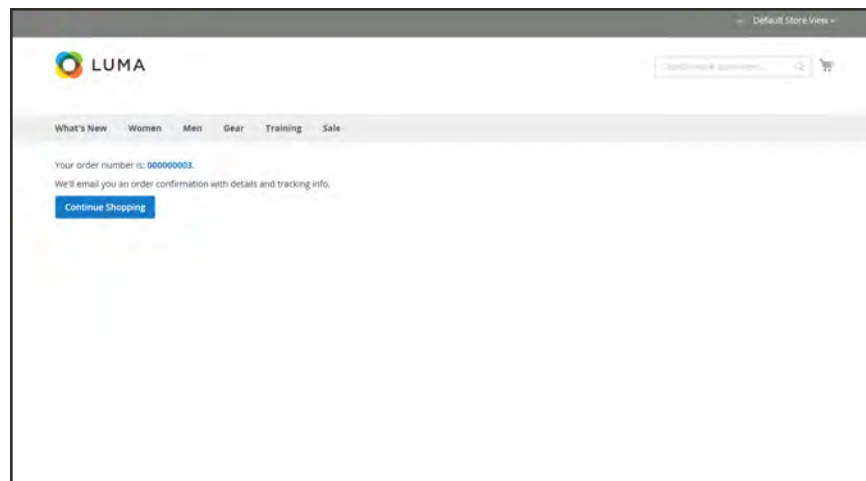 Default Store View
LUMA
What's New Women Men Gear Training Sale
Your order number is: 000000003.
We'll email you an order confirmation with details and tracking info.
Continue Shopping